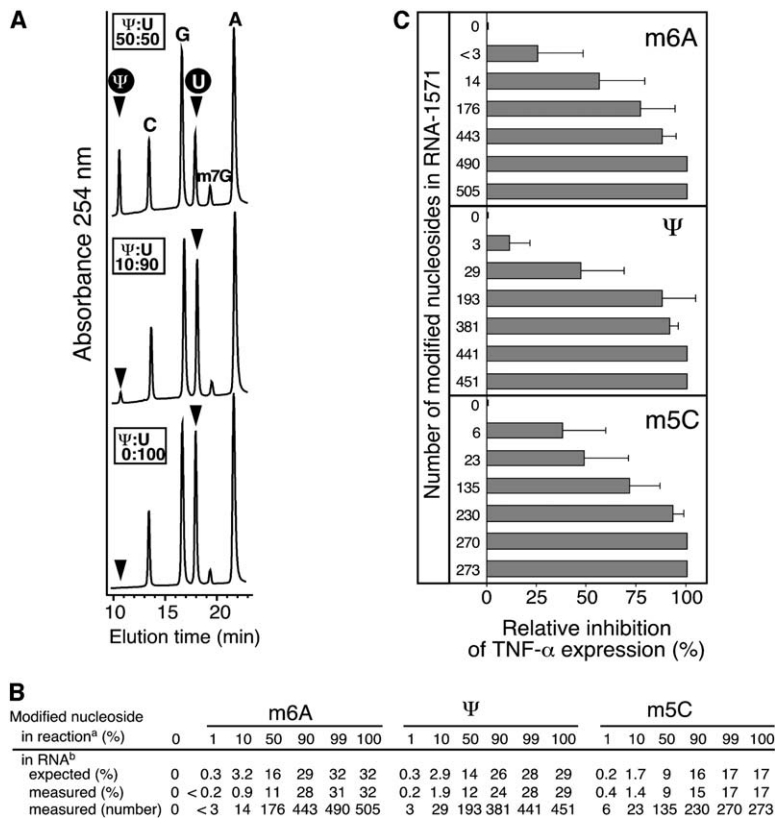 A
Ψ:U
50:50
Ψ
C
G
U
m7G
A
Ψ:U
10:90
Ψ:U
0:100
Absorbance 254 nm
10 15 20
Elution time (min)
C
Number of modified nucleosides in RNA-1571
m6A
0
<3
14
176
443
490
505
Ψ
0
3
29
193
381
441
451
m5C
0
6
23
135
230
270
273
0 25 50 75 100
Relative inhibition
of TNF-α expression (%)
B
Modified nucleoside m6A Ψ m5C
in reactionᵃ (%) 0 1 10 50 90 99 100 1 10 50 90 99 100 1 10 50 90 99 100
in RNAᵇ
expected (%) 0 0.3 3.2 16 29 32 32 0.3 2.9 14 26 28 29 0.2 1.7 9 16 17 17
measured (%) 0 <0.2 0.9 11 28 31 32 0.2 1.9 12 24 28 29 0.4 1.4 9 15 17 17
measured (number) 0 <3 14 176 443 490 505 3 29 193 381 441 451 6 23 135 230 270 273